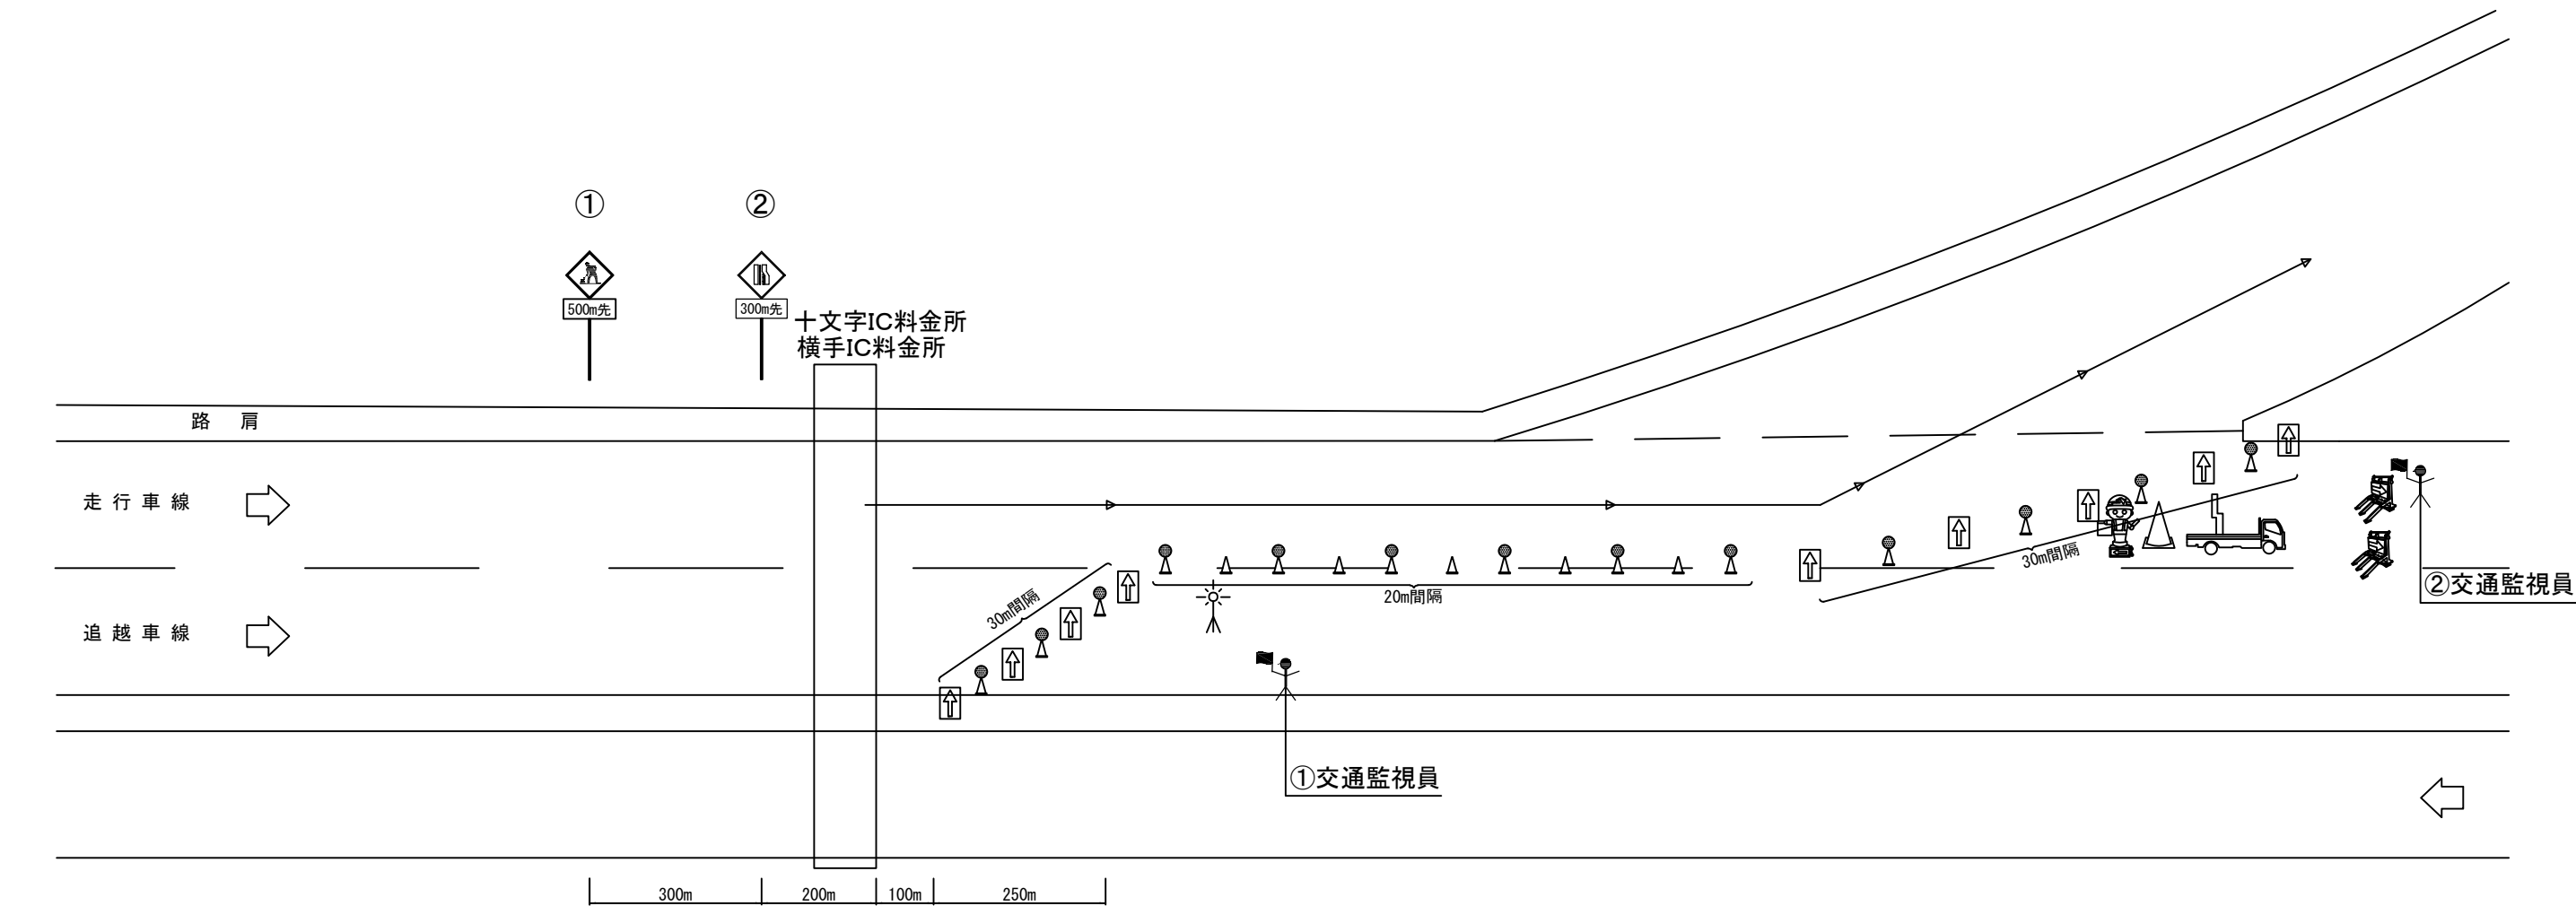 ①
②
500m先
300m先
十文字IC料金所
横手IC料金所
路 肩
走 行 車 線
追 越 車 線
30m間隔
20m間隔
30m間隔
②交通監視員
①交通監視員
300m
200m
100m
250m